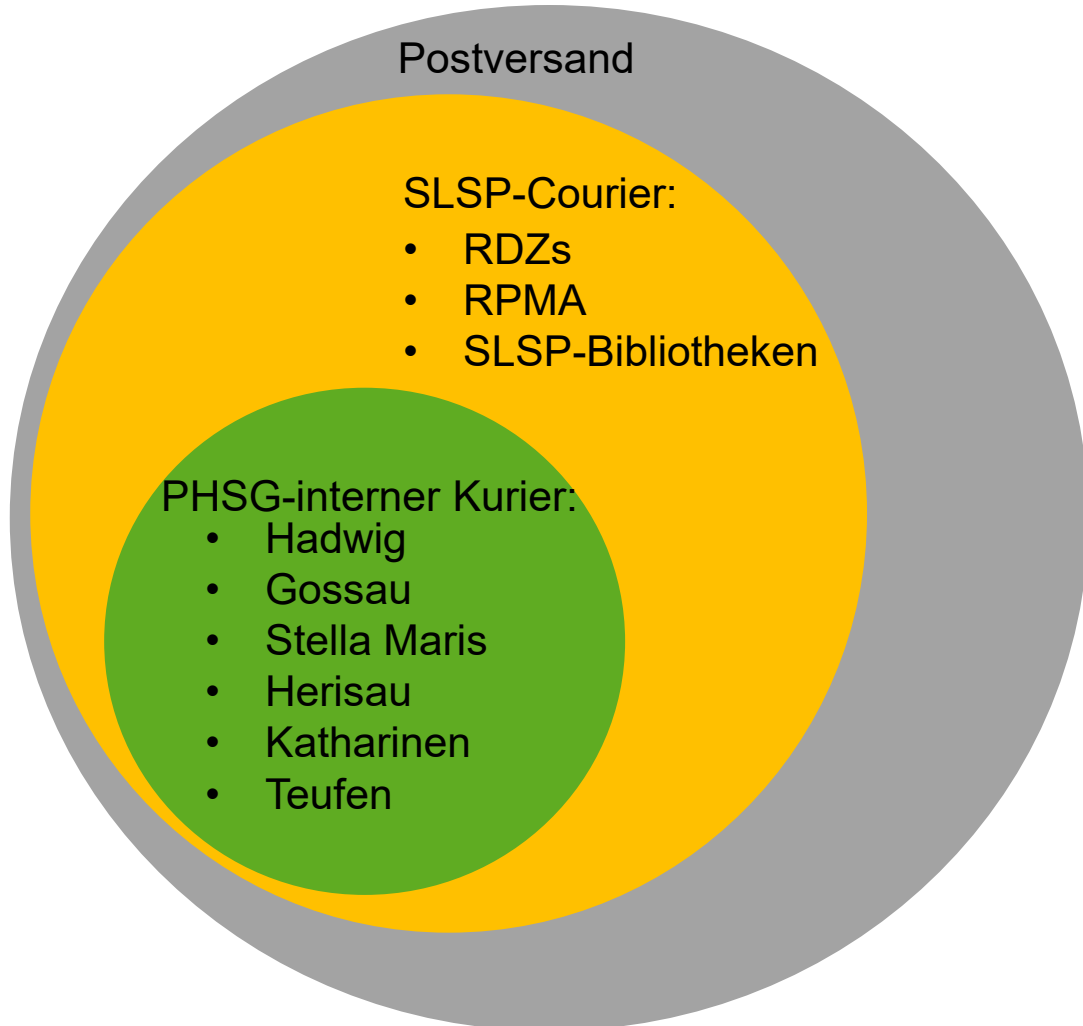 Postversand
SLSP-Courier:
• RDZs
• RPMA
• SLSP-Bibliotheken
PHSG-interner Kurier:
• Hadwig
• Gossau
• Stella Maris
• Herisau
• Katharinen
• Teufen